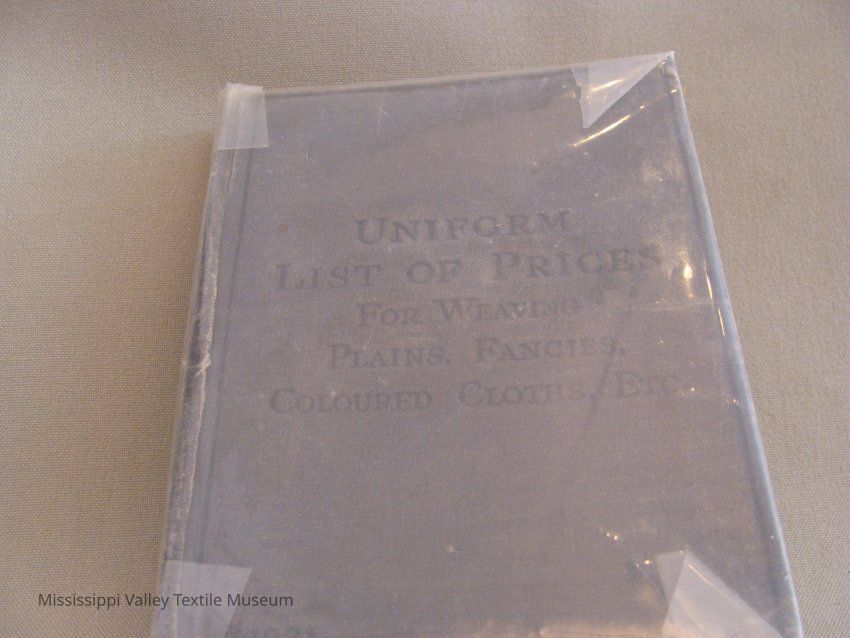 UNIFORM
LIST OF PRICES
FOR WEAVING
PLAINS, FANCIES,
COLOURED CLOTHS, ETC.
Mississippi Valley Textile Museum